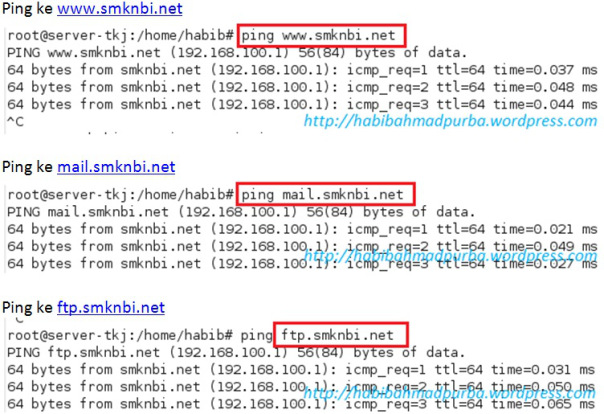 Ping ke www.smknbi.net
root@server-tkj:/home/habib# ping www.smknbi.net
PING www.smknbi.net (192.168.100.1) 56(84) bytes of data.
64 bytes from smknbi.net (192.168.100.1): icmp_req=1 ttl=64 time=0.037 ms
64 bytes from smknbi.net (192.168.100.1): icmp_req=2 ttl=64 time=0.048 ms
64 bytes from smknbi.net (192.168.100.1): icmp_req=3 ttl=64 time=0.044 ms
^C
http://habibahmadpurba.wordpress.com
Ping ke mail.smknbi.net
root@server-tkj:/home/habib# ping mail.smknbi.net
PING mail.smknbi.net (192.168.100.1) 56(84) bytes of data.
64 bytes from smknbi.net (192.168.100.1): icmp_req=1 ttl=64 time=0.021 ms
64 bytes from smknbi.net (192.168.100.1): icmp_req=2 ttl=64 time=0.049 ms
http://habibahmadpurba.wordpress.com
64 bytes from smknbi.net (192.168.100.1): icmp_req=3 ttl=64 time=0.027 ms
Ping ke ftp.smknbi.net
^C
root@server-tkj:/home/habib# ping ftp.smknbi.net
PING ftp.smknbi.net (192.168.100.1) 56(84) bytes of data.
64 bytes from smknbi.net (192.168.100.1): icmp_req=1 ttl=64 time=0.031 ms
64 bytes from smknbi.net (192.168.100.1): icmp_req=2 ttl=64 time=0.050 ms
http://habibahmadpurba.wordpress.com
64 bytes from smknbi.net (192.168.100.1): icmp_req=3 ttl=64 time=0.065 ms